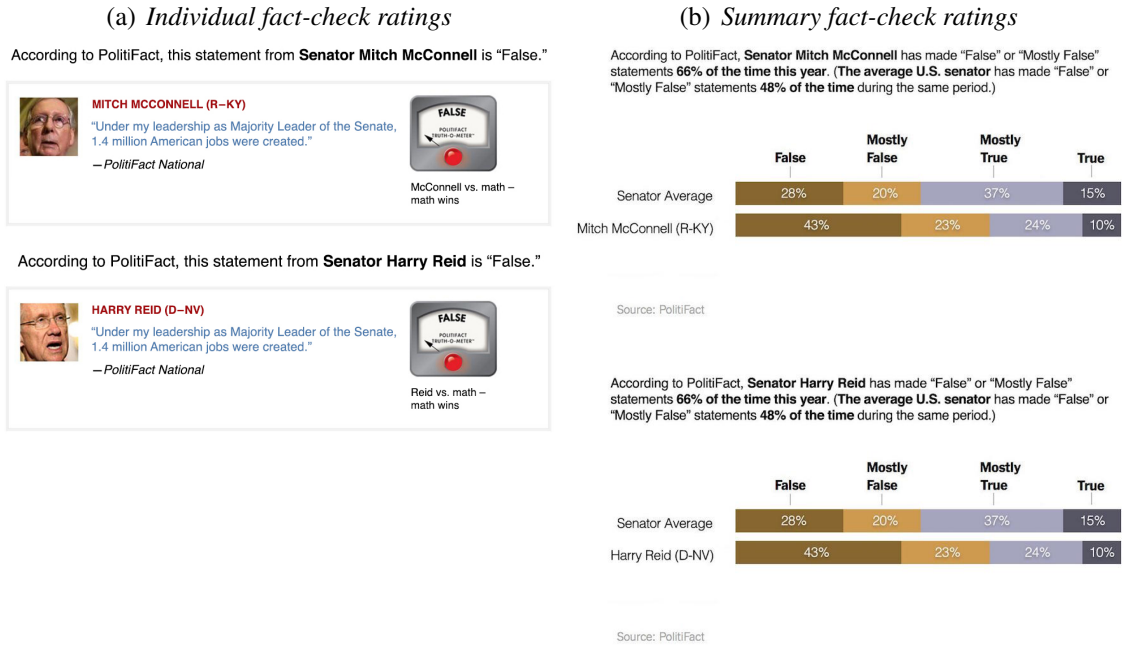 (a) Individual fact-check ratings
According to PolitiFact, this statement from Senator Mitch McConnell is “False.”
MITCH MCCONNELL (R–KY)
“Under my leadership as Majority Leader of the Senate,
1.4 million American jobs were created.”
— PolitiFact National
FALSE
POLITIFACT
TRUTH-O-METER™
McConnell vs. math –
math wins
According to PolitiFact, this statement from Senator Harry Reid is “False.”
HARRY REID (D–NV)
“Under my leadership as Majority Leader of the Senate,
1.4 million American jobs were created.”
— PolitiFact National
FALSE
POLITIFACT
TRUTH-O-METER™
Reid vs. math –
math wins
(b) Summary fact-check ratings
According to PolitiFact, Senator Mitch McConnell has made “False” or “Mostly False”
statements 66% of the time this year. (The average U.S. senator has made “False” or
“Mostly False” statements 48% of the time during the same period.)
False Mostly False Mostly True True
Senator Average 28% 20% 37% 15%
Mitch McConnell (R-KY) 43% 23% 24% 10%
Source: PolitiFact
According to PolitiFact, Senator Harry Reid has made “False” or “Mostly False”
statements 66% of the time this year. (The average U.S. senator has made “False” or
“Mostly False” statements 48% of the time during the same period.)
False Mostly False Mostly True True
Senator Average 28% 20% 37% 15%
Harry Reid (D-NV) 43% 23% 24% 10%
Source: PolitiFact